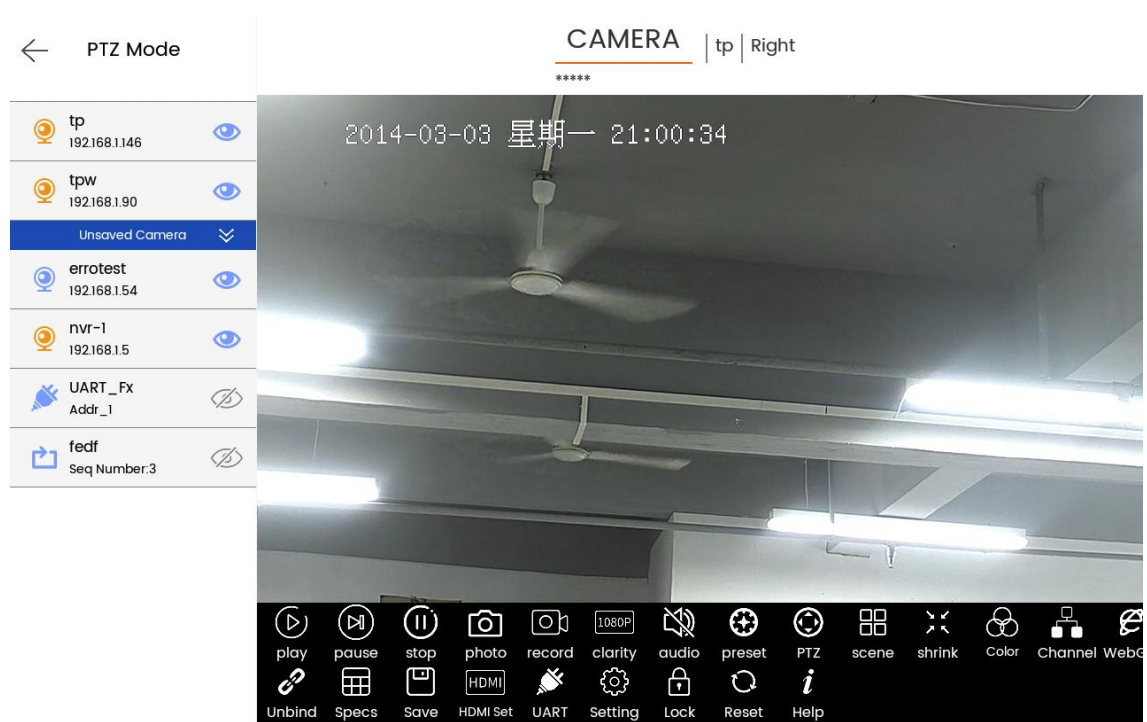 PTZ Mode
CAMERA
tp
Right
*****
tp
192.168.1.146
tpw
192.168.1.90
Unsaved Camera
errotest
192.168.1.54
nvr-1
192.168.1.5
UART_Fx
Addr_1
fedf
Seq Number:3
2014-03-03 星期一 21:00:34
1080P
play pause stop photo record clarity audio preset PTZ scene shrink Color Channel WebG
HDMI
Unbind Specs Save HDMI Set UART Setting Lock Reset Help